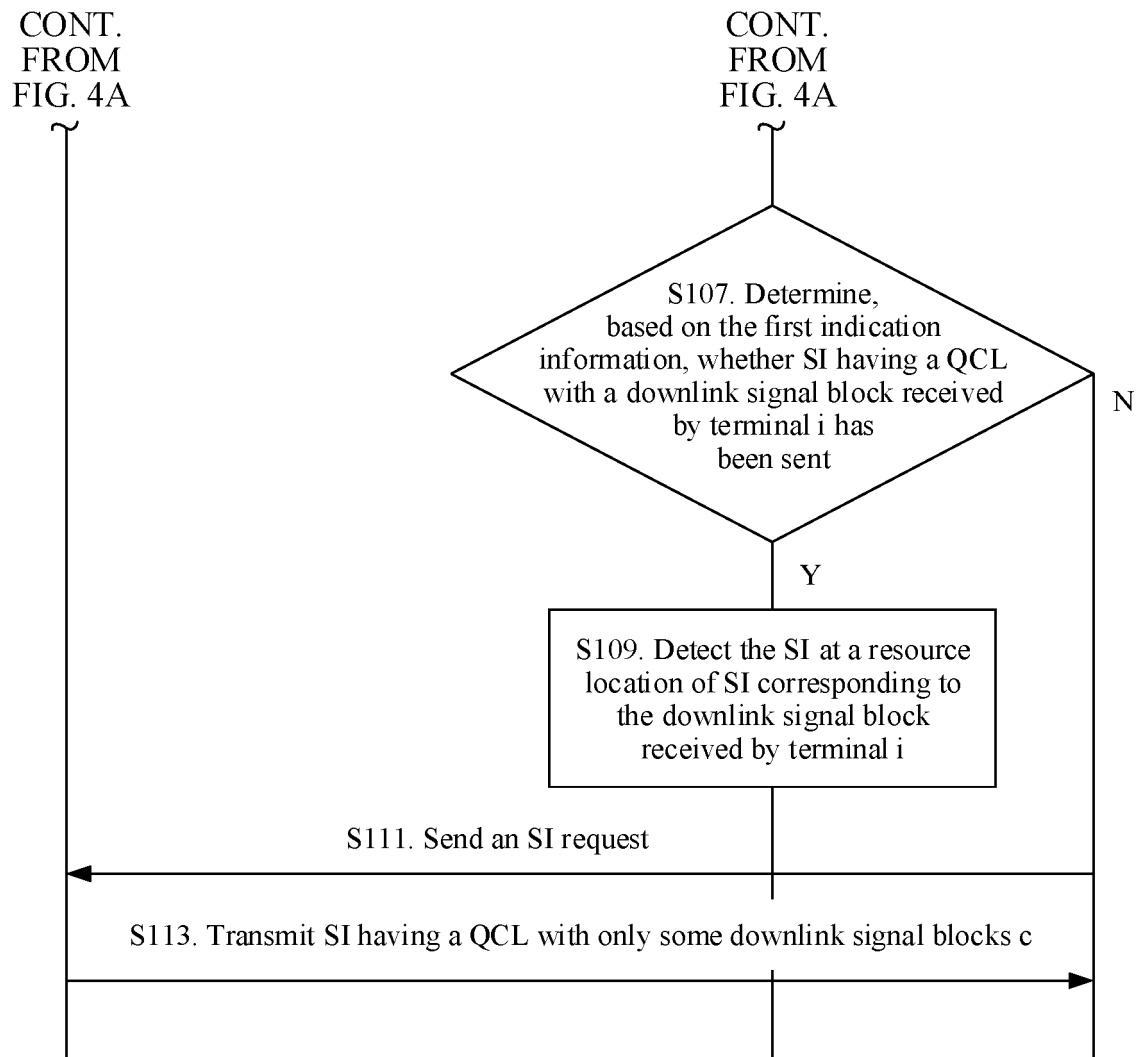 CONT.
FROM
FIG. 4A
CONT.
FROM
FIG. 4A
S107. Determine,
based on the first indication
information, whether SI having a QCL
with a downlink signal block received
by terminal i has
been sent
N
Y
S109. Detect the SI at a resource
location of SI corresponding to
the downlink signal block
received by terminal i
S111. Send an SI request
S113. Transmit SI having a QCL with only some downlink signal blocks c